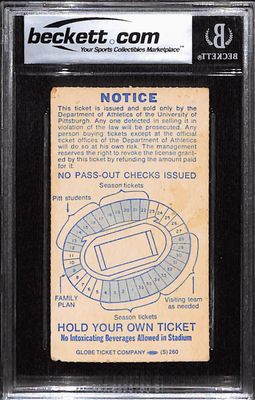 beckett.com
Your Sports Collectibles Marketplace™
BECKETT
NOTICE
This ticket is issued and sold only by the
Department of Athletics of the University of
Pittsburgh. Any one detected in selling it in
violation of the law will be prosecuted. Any
person buying tickets except at the official
ticket offices of the Department of Athletics
will do so at his own risk. The management
reserves the right to revoke the license grant-
ed by this ticket by refunding the amount paid
for it.
NO PASS-OUT CHECKS ISSUED
Season tickets
Pitt students
FAMILY
PLAN
Visiting team
as needed
Season tickets
HOLD YOUR OWN TICKET
No Intoxicating Beverages Allowed in Stadium
GLOBE TICKET COMPANY (S) 260